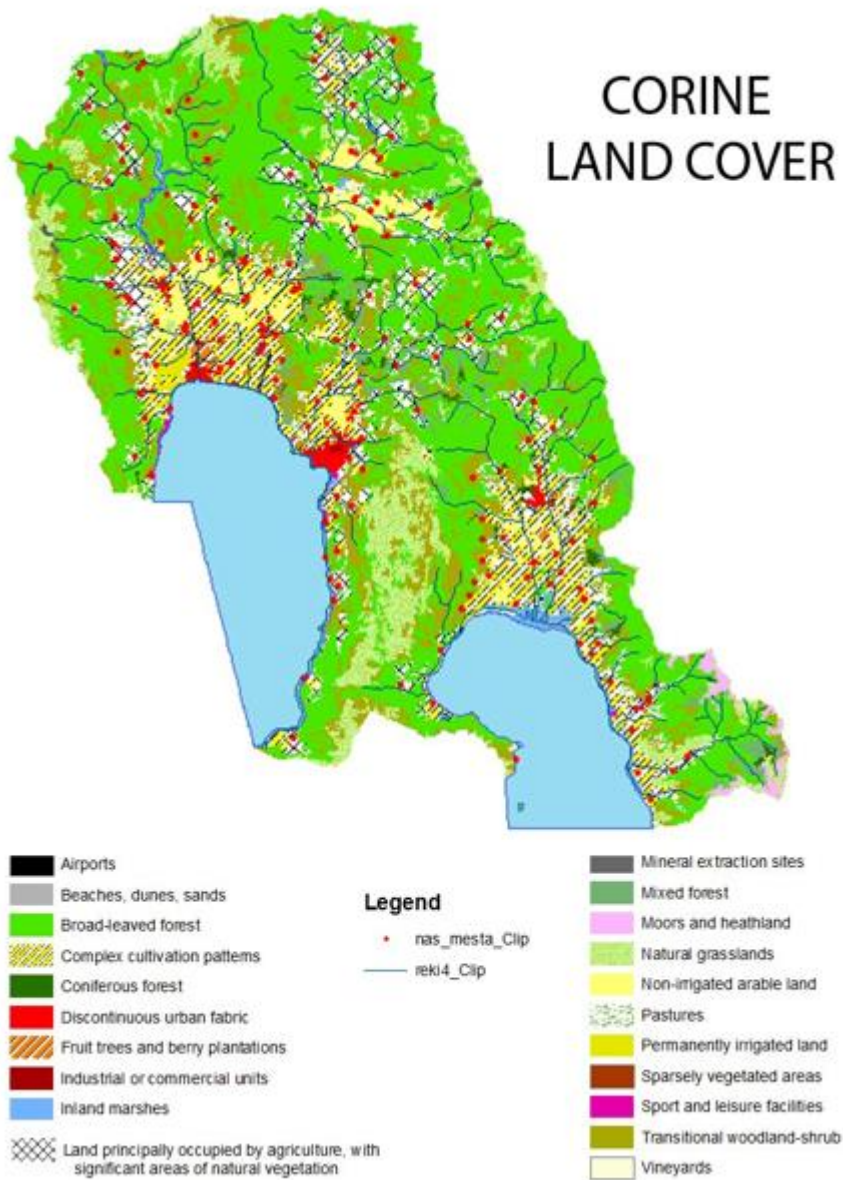 CORINE
LAND COVER
Airports
Beaches, dunes, sands
Broad-leaved forest
Complex cultivation patterns
Coniferous forest
Discontinuous urban fabric
Fruit trees and berry plantations
Industrial or commercial units
Inland marshes
Land principally occupied by agriculture, with
significant areas of natural vegetation
Legend
nas_mesta_Clip
reki4_Clip
Mineral extraction sites
Mixed forest
Moors and heathland
Natural grasslands
Non-irrigated arable land
Pastures
Permanently irrigated land
Sparsely vegetated areas
Sport and leisure facilities
Transitional woodland-shrub
Vineyards